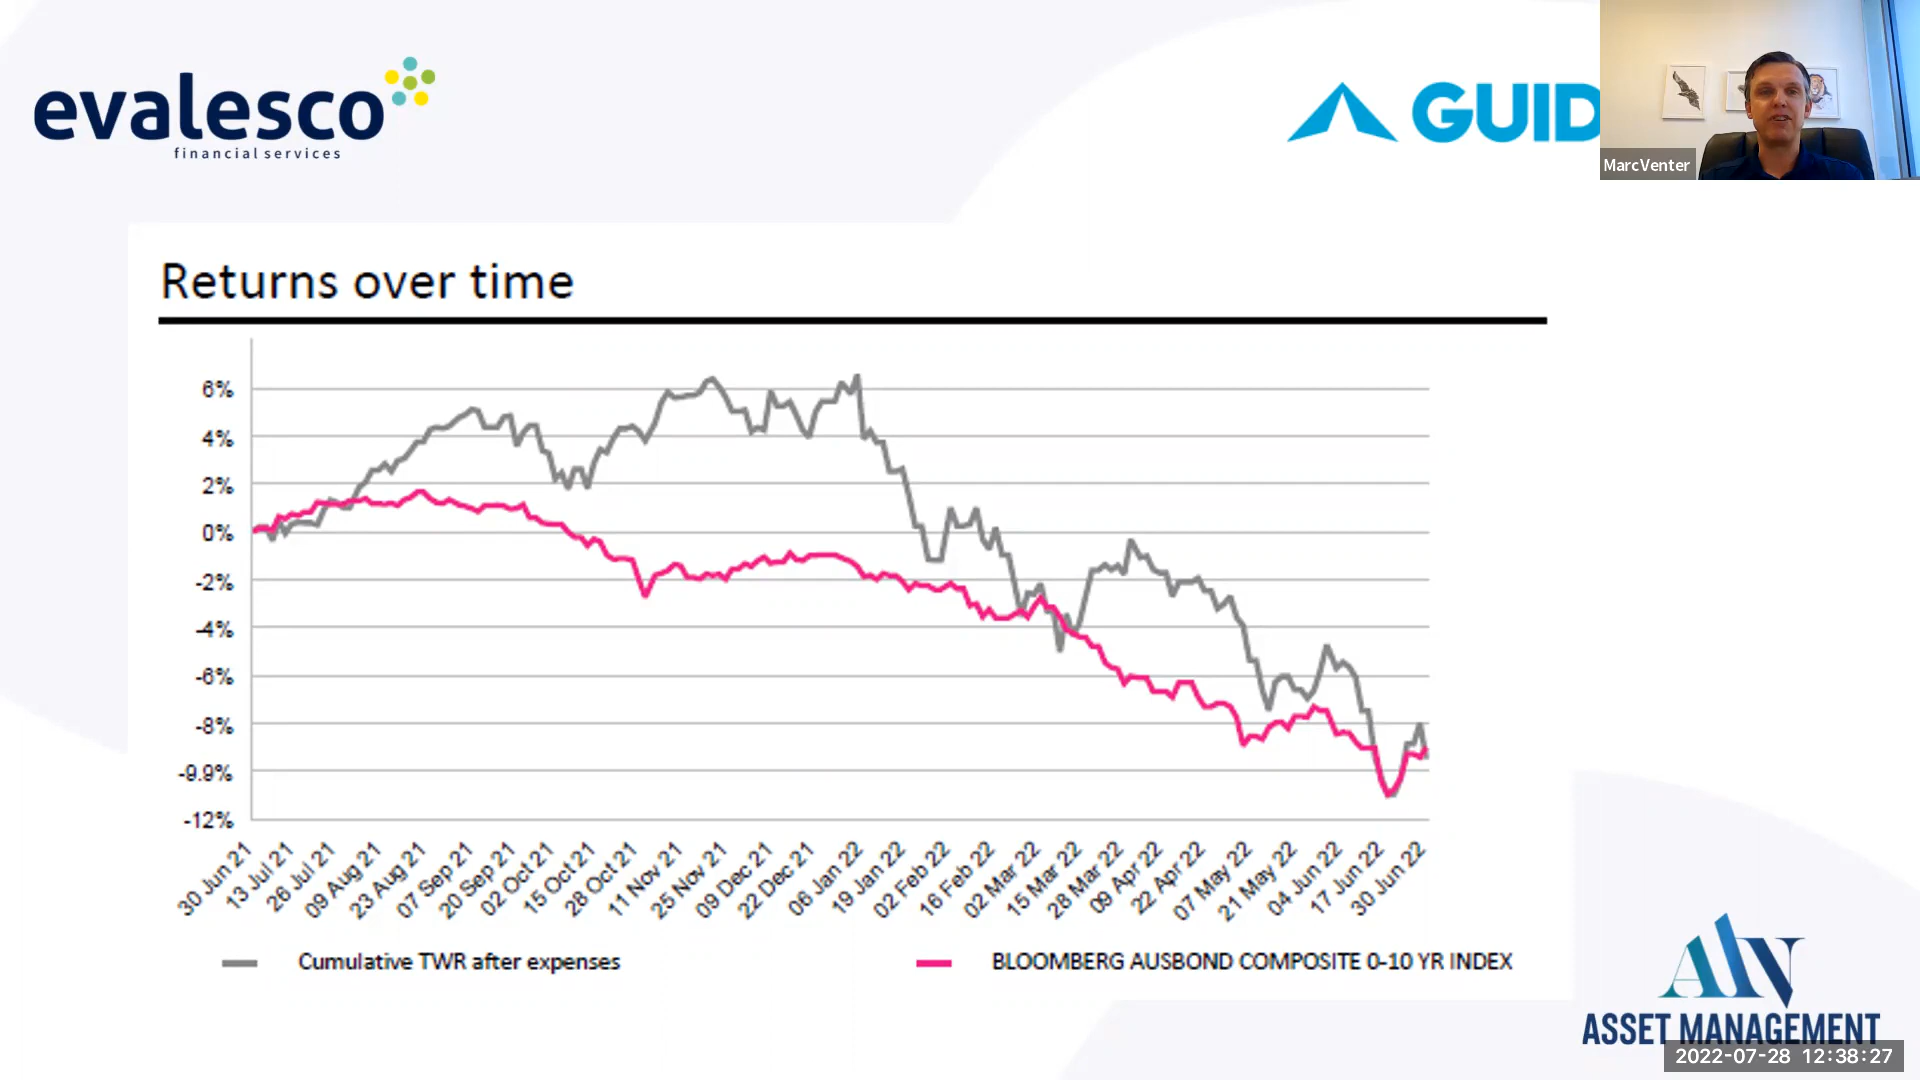 evalesco
financial services
GUID
Marc Venter
Returns over time
6%
4%
2%
0%
-2%
-4%
-6%
-8%
-9.9%
-12%
30 Jun 21
13 Jul 21
26 Jul 21
09 Aug 21
23 Aug 21
07 Sep 21
20 Sep 21
02 Oct 21
15 Oct 21
28 Oct 21
11 Nov 21
25 Nov 21
09 Dec 21
22 Dec 21
06 Jan 22
19 Jan 22
02 Feb 22
16 Feb 22
02 Mar 22
15 Mar 22
28 Mar 22
09 Apr 22
22 Apr 22
07 May 22
21 May 22
04 Jun 22
17 Jun 22
30 Jun 22
Cumulative TWR after expenses
BLOOMBERG AUSBOND COMPOSITE 0-10 YR INDEX
ASSET MANAGEMENT
2022-07-28 12:38:27